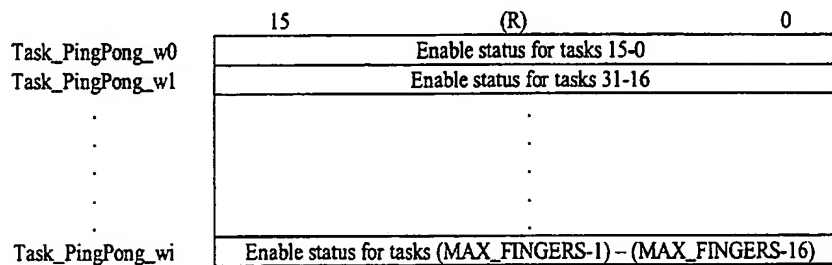 15 (R) 0
Task_PingPong_w0 Enable status for tasks 15-0
Task_PingPong_w1 Enable status for tasks 31-16
Task_PingPong_wi Enable status for tasks (MAX_FINGERS-1) – (MAX_FINGERS-16)